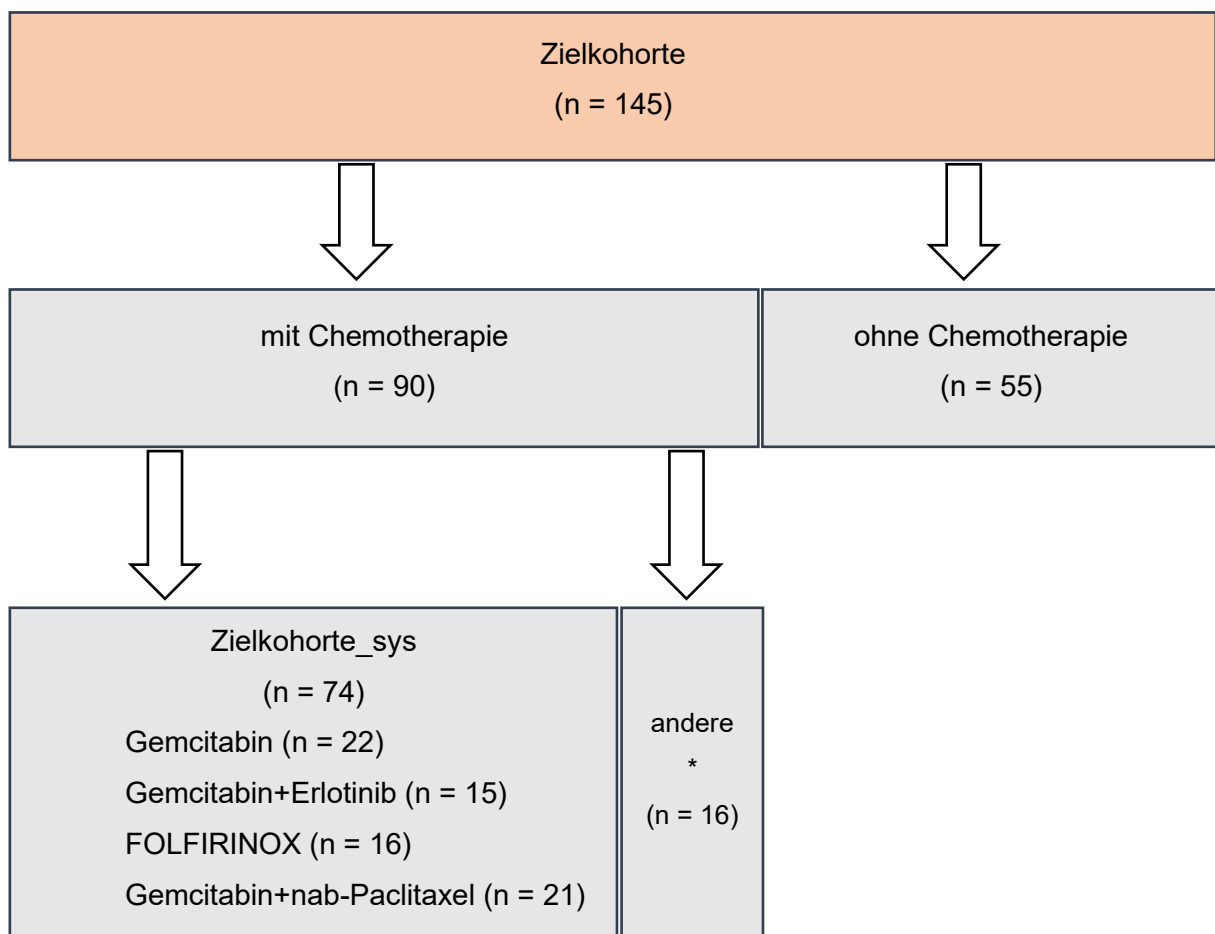 Zielkohorte
(n = 145)
mit Chemotherapie
(n = 90)
ohne Chemotherapie
(n = 55)
Zielkohorte_sys
(n = 74)
Gemcitabin (n = 22)
Gemcitabin+Erlotinib (n = 15)
FOLFIRINOX (n = 16)
Gemcitabin+nab-Paclitaxel (n = 21)
andere
*
(n = 16)